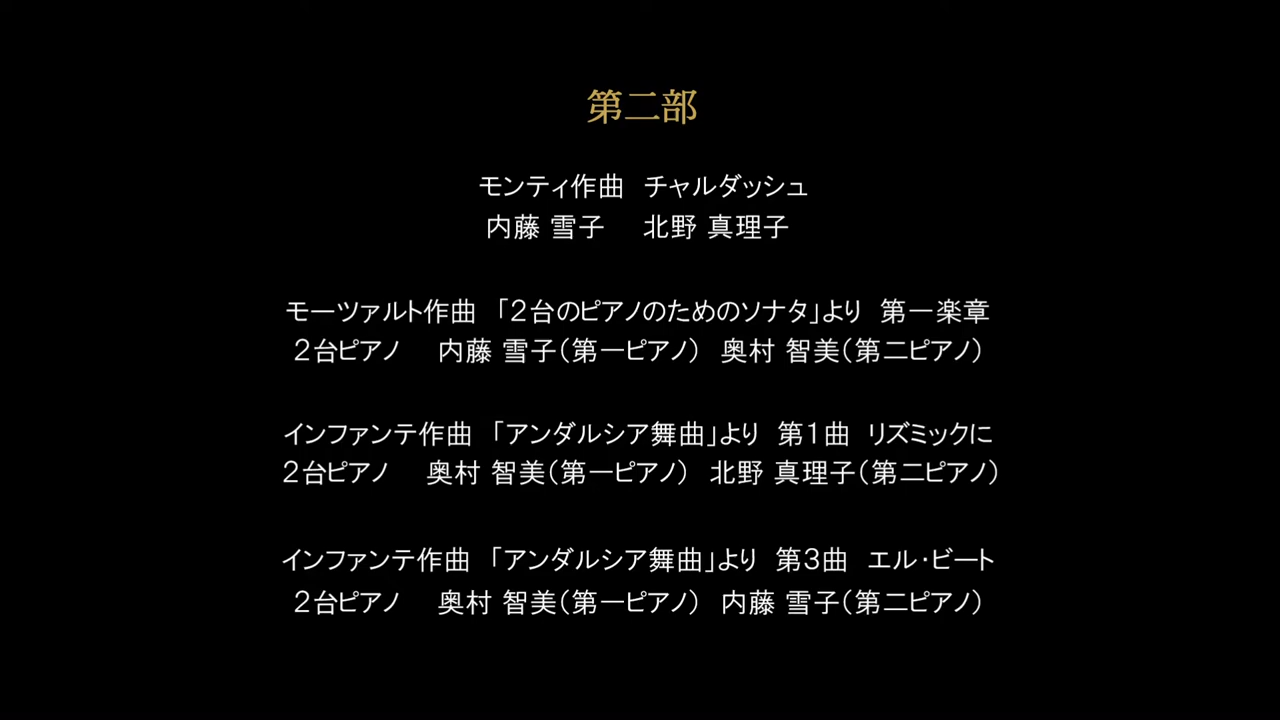 第二部
モンティ作曲　チャルダッシュ
内藤 雪子　北野 真理子
モーツァルト作曲　「２台のピアノのためのソナタ」より　第一楽章
２台ピアノ　内藤 雪子（第一ピアノ）　奥村 智美（第二ピアノ）
インファンテ作曲　「アンダルシア舞曲」より　第１曲　リズミックに
２台ピアノ　奥村 智美（第一ピアノ）　北野 真理子（第二ピアノ）
インファンテ作曲　「アンダルシア舞曲」より　第３曲　エル・ビート
２台ピアノ　奥村 智美（第一ピアノ）　内藤 雪子（第二ピアノ）